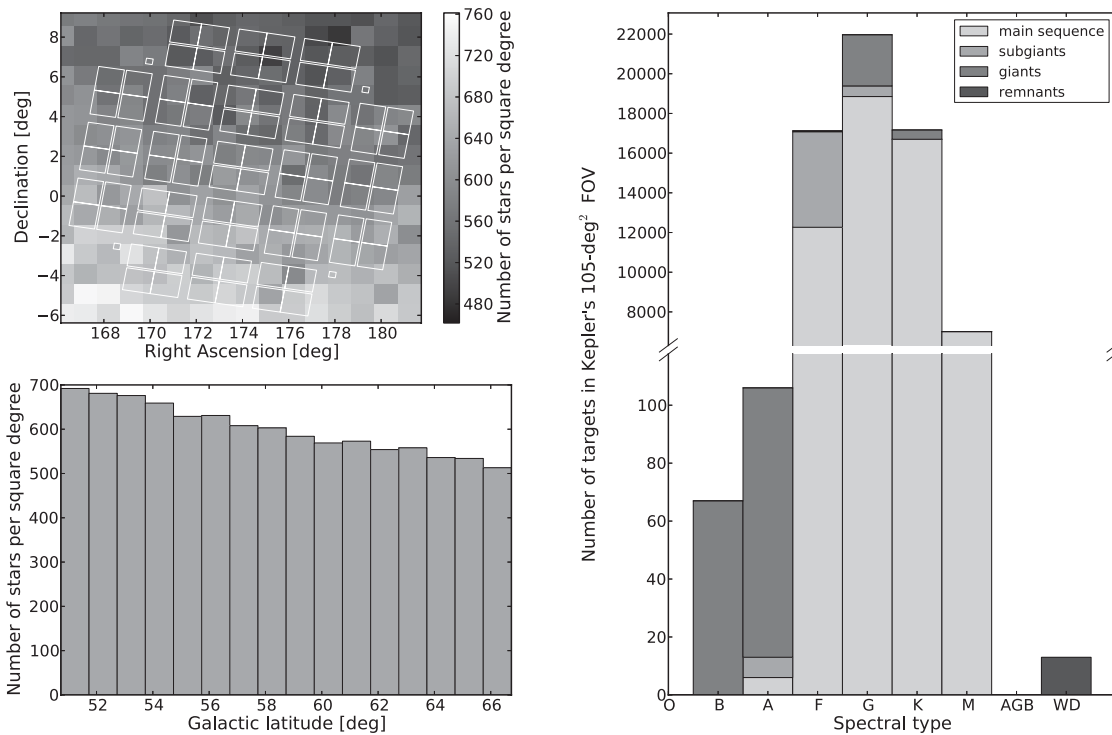 8
6
4
2
0
−2
−4
−6
Declination [deg]
168 170 172 174 176 178 180
Right Ascension [deg]
760
720
680
640
600
560
520
480
Number of stars per square degree
700
600
500
400
300
200
100
0
Number of stars per square degree
52 54 56 58 60 62 64 66
Galactic latitude [deg]
22000
20000
18000
16000
14000
12000
10000
8000
100
80
60
40
20
0
Number of targets in Kepler's 105-deg² FOV
main sequence
subgiants
giants
remnants
O B A F G K M AGB WD
Spectral type